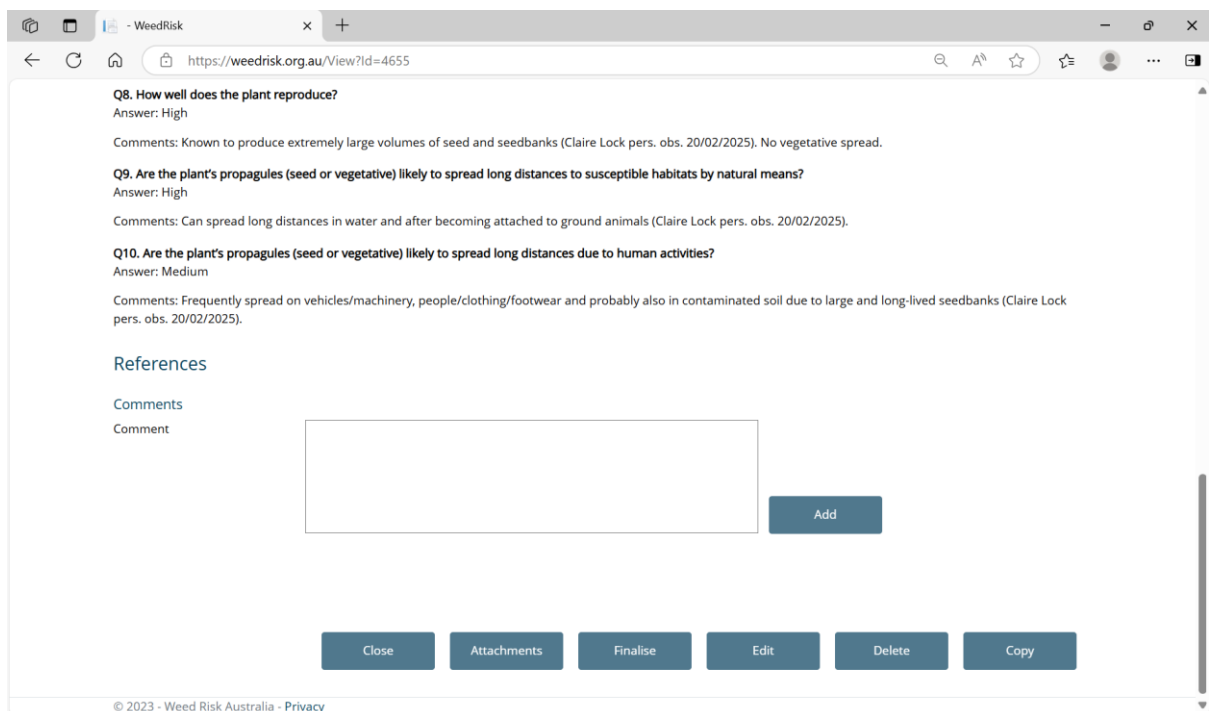 - WeedRisk
https://weedrisk.org.au/View?Id=4655
Q8. How well does the plant reproduce?
Answer: High
Comments: Known to produce extremely large volumes of seed and seedbanks (Claire Lock pers. obs. 20/02/2025). No vegetative spread.
Q9. Are the plant's propagules (seed or vegetative) likely to spread long distances to susceptible habitats by natural means?
Answer: High
Comments: Can spread long distances in water and after becoming attached to ground animals (Claire Lock pers. obs. 20/02/2025).
Q10. Are the plant's propagules (seed or vegetative) likely to spread long distances due to human activities?
Answer: Medium
Comments: Frequently spread on vehicles/machinery, people/clothing/footwear and probably also in contaminated soil due to large and long-lived seedbanks (Claire Lock
pers. obs. 20/02/2025).
References
Comments
Comment
Add
Close Attachments Finalise Edit Delete Copy
© 2023 - Weed Risk Australia - Privacy